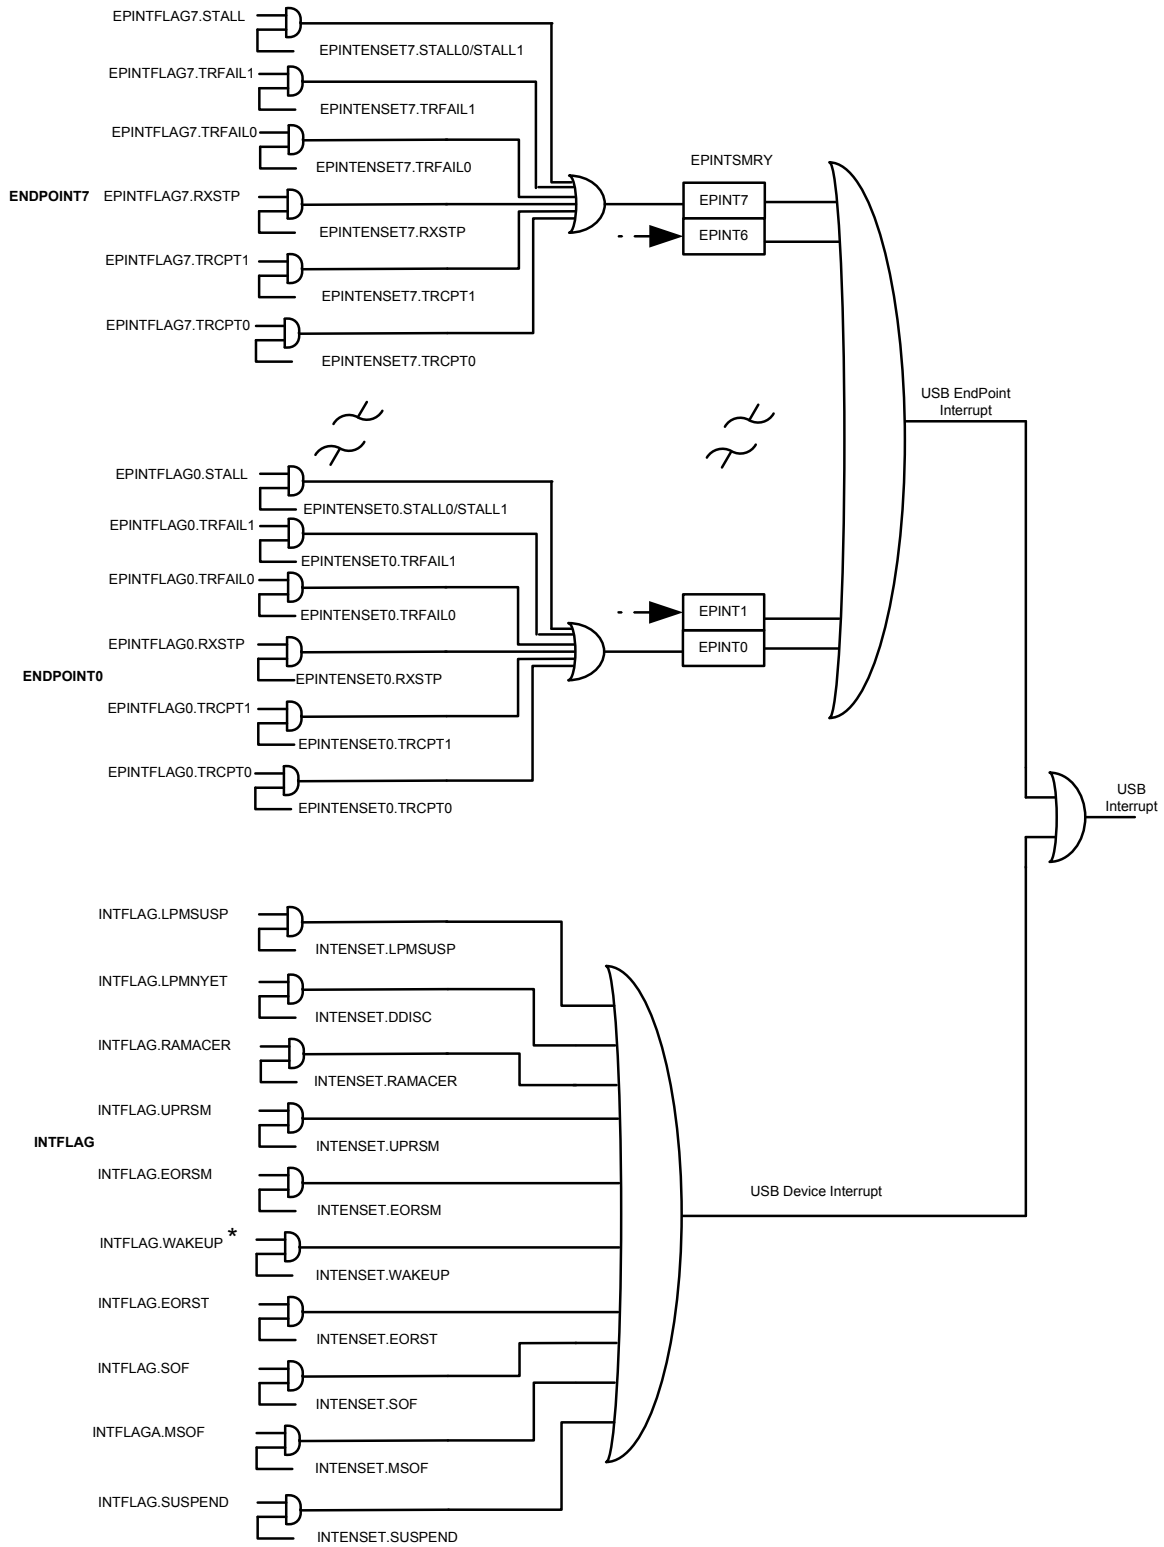 EPINTFLAG7.STALL
EPINTENSET7.STALL0/STALL1
EPINTFLAG7.TRFAIL1
EPINTENSET7.TRFAIL1
EPINTFLAG7.TRFAIL0
EPINTENSET7.TRFAIL0
ENDPOINT7
EPINTFLAG7.RXSTP
EPINTENSET7.RXSTP
EPINTFLAG7.TRCPT1
EPINTENSET7.TRCPT1
EPINTFLAG7.TRCPT0
EPINTENSET7.TRCPT0
EPINTSMRY
EPINT7
EPINT6
USB EndPoint
Interrupt
EPINTFLAG0.STALL
EPINTENSET0.STALL0/STALL1
EPINTFLAG0.TRFAIL1
EPINTENSET0.TRFAIL1
EPINTFLAG0.TRFAIL0
EPINTENSET0.TRFAIL0
EPINTFLAG0.RXSTP
ENDPOINT0
EPINTENSET0.RXSTP
EPINTFLAG0.TRCPT1
EPINTENSET0.TRCPT1
EPINTFLAG0.TRCPT0
EPINTENSET0.TRCPT0
EPINT1
EPINT0
USB
Interrupt
INTFLAG.LPMSUSP
INTENSET.LPMSUSP
INTFLAG.LPMNYET
INTENSET.DDISC
INTFLAG.RAMACER
INTENSET.RAMACER
INTFLAG.UPRSM
INTFLAG
INTENSET.UPRSM
INTFLAG.EORSM
INTENSET.EORSM
INTFLAG.WAKEUP *
INTENSET.WAKEUP
INTFLAG.EORST
INTENSET.EORST
INTFLAG.SOF
INTENSET.SOF
INTFLAGA.MSOF
INTENSET.MSOF
INTFLAG.SUSPEND
INTENSET.SUSPEND
USB Device Interrupt